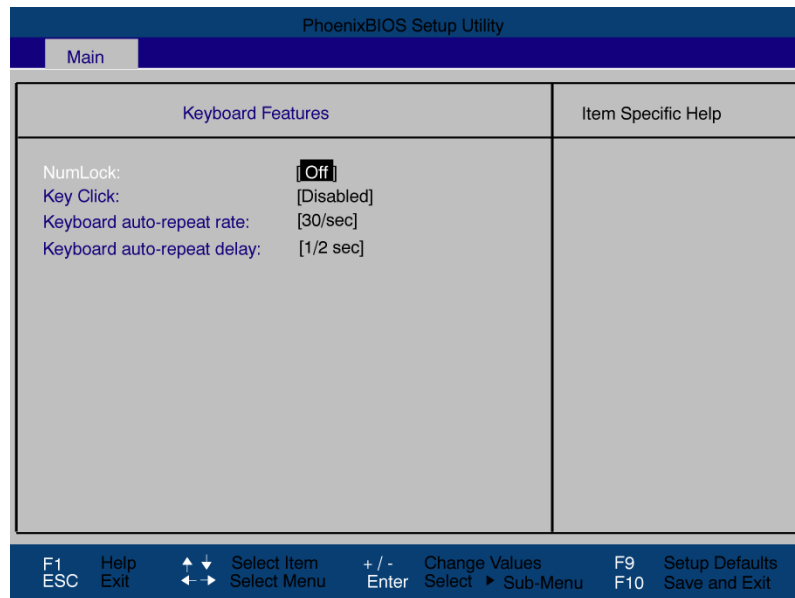 PhoenixBIOS Setup Utility
Main
Keyboard Features
Item Specific Help
NumLock: [ Off ]
Key Click: [Disabled]
Keyboard auto-repeat rate: [30/sec]
Keyboard auto-repeat delay: [1/2 sec]
F1 Help ↑ ↓ Select Item + / - Change Values F9 Setup Defaults
ESC Exit ← → Select Menu Enter Select ▶ Sub-Menu F10 Save and Exit